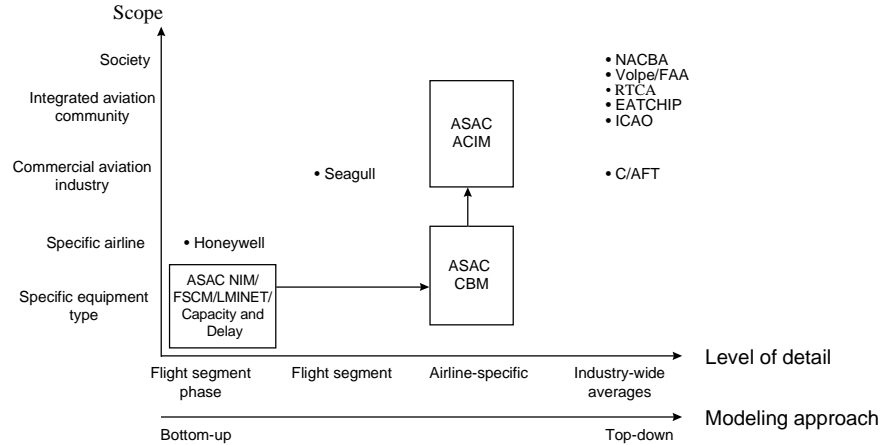 Scope
Society
• NACBA
• Volpe/FAA
• RTCA
• EATCHIP
• ICAO
Integrated aviation
community
ASAC
ACIM
Commercial aviation
industry
• Seagull
• C/AFT
Specific airline
• Honeywell
ASAC
CBM
Specific equipment
type
ASAC NIM/
FSCM/LMINET/
Capacity and
Delay
Level of detail
Flight segment
phase
Flight segment
Airline-specific
Industry-wide
averages
Modeling approach
Bottom-up
Top-down